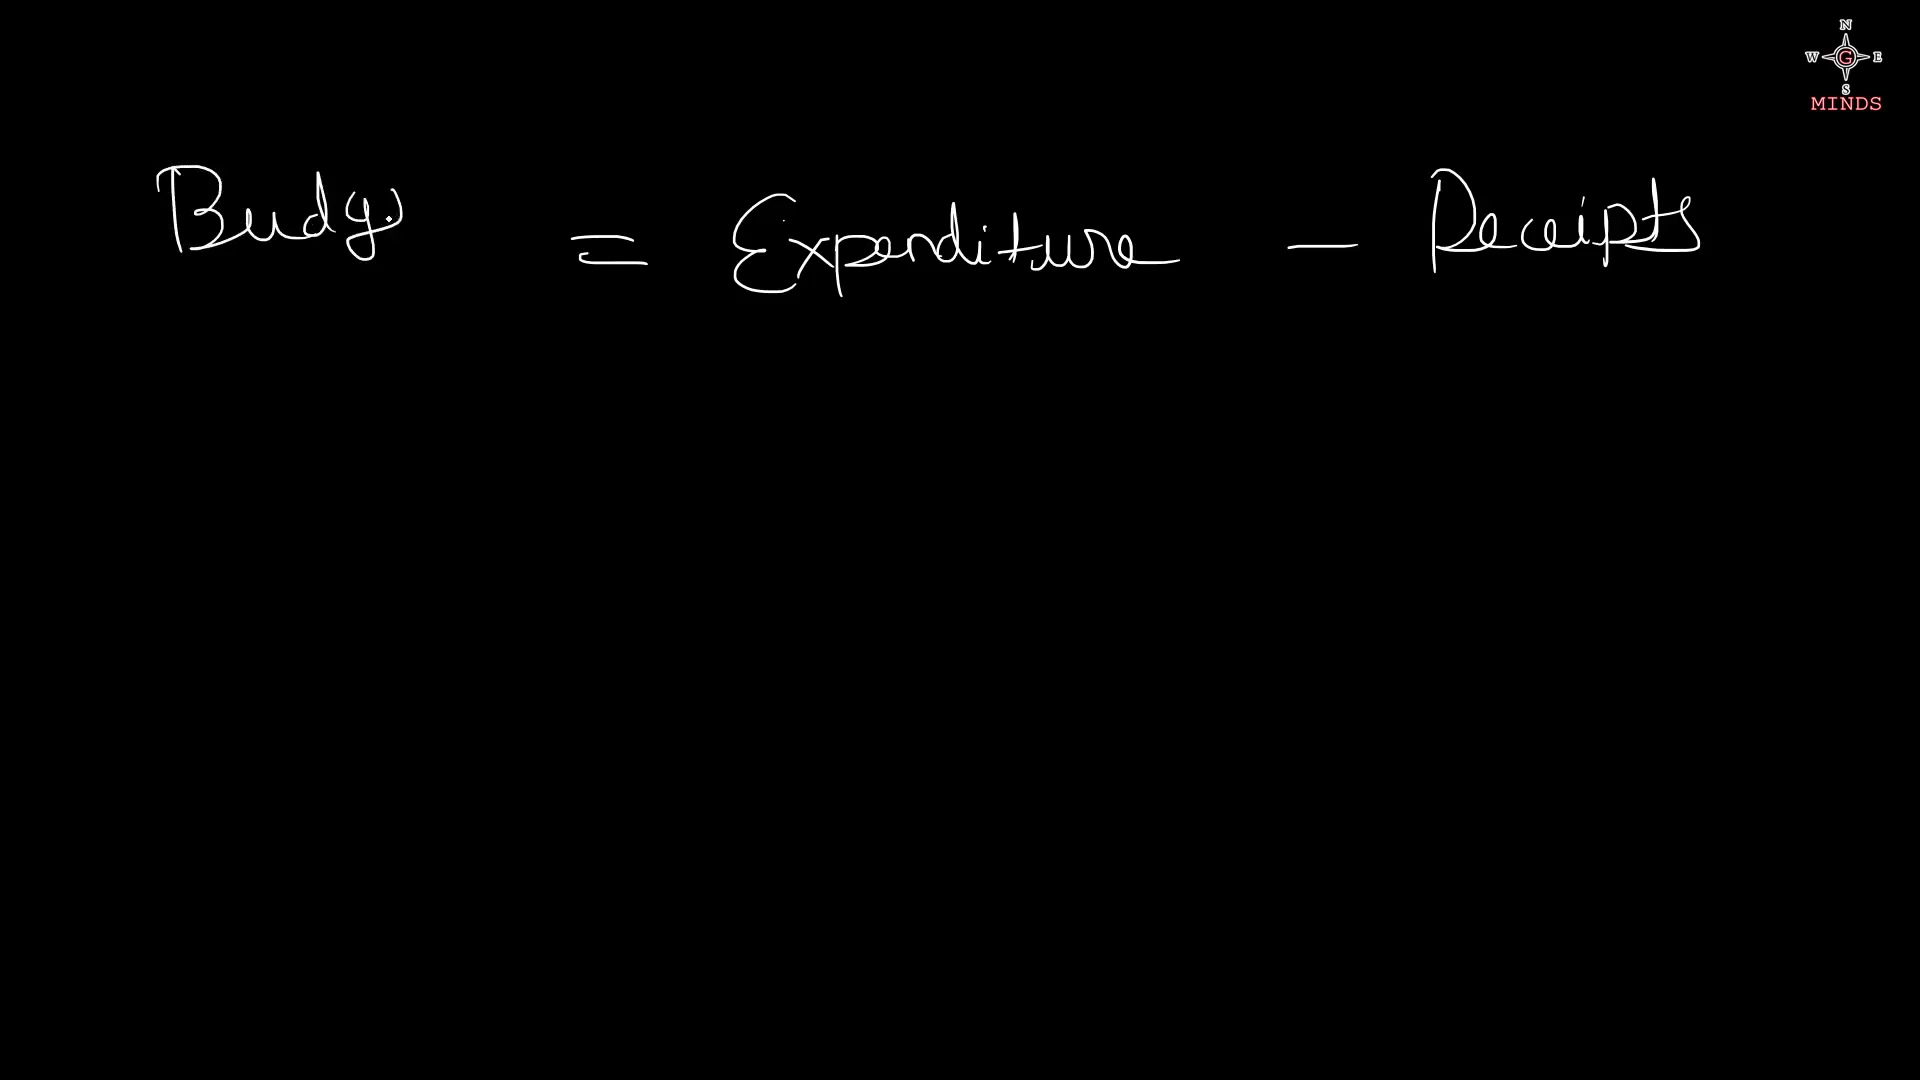 N
W G E
S
MINDS
Budg = Expenditure - Receipts